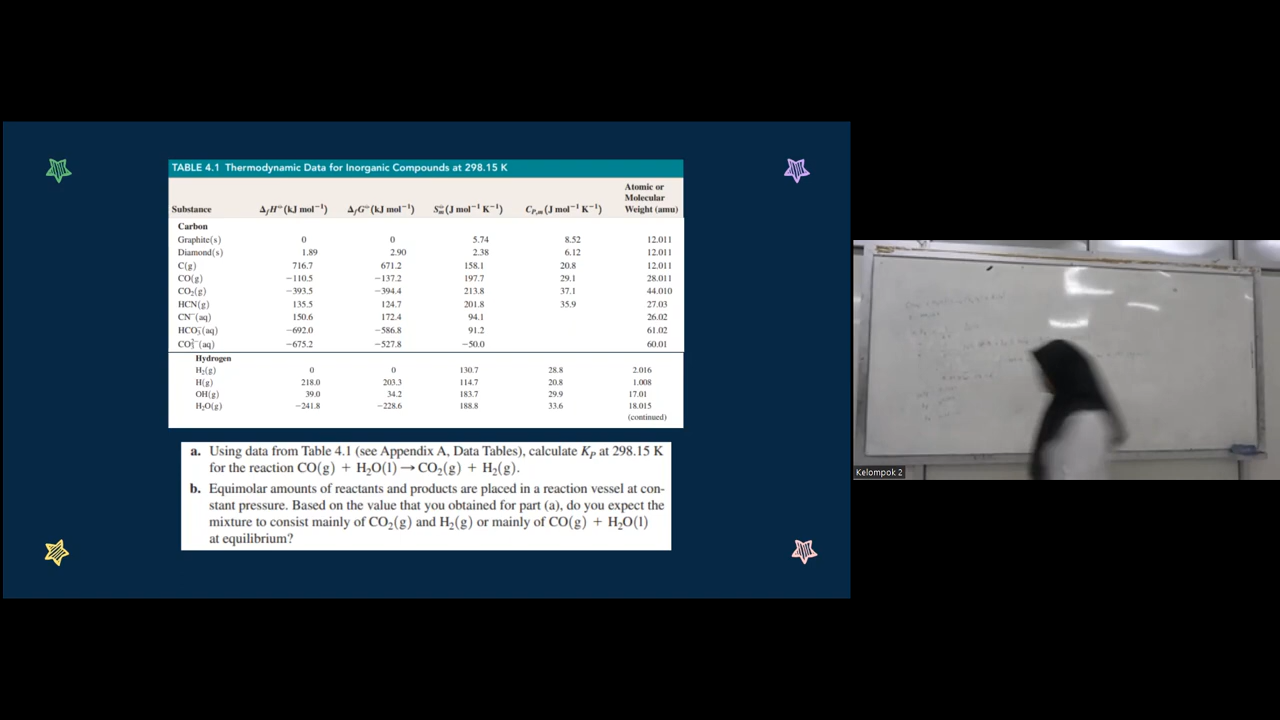 TABLE 4.1 Thermodynamic Data for Inorganic Compounds at 298.15 K
Substance ΔfH°(kJ mol⁻¹) ΔfG°(kJ mol⁻¹) S°m(J mol⁻¹ K⁻¹) CP,m(J mol⁻¹ K⁻¹) Atomic or Molecular Weight (amu)
Carbon
Graphite(s) 0 0 5.74 8.52 12.011
Diamond(s) 1.89 2.90 2.38 6.12 12.011
C(g) 716.7 671.2 158.1 20.8 12.011
CO(g) −110.5 −137.2 197.7 29.1 28.011
CO₂(g) −393.5 −394.4 213.8 37.1 44.010
HCN(g) 135.5 124.7 201.8 35.9 27.03
CN⁻(aq) 150.6 172.4 94.1 26.02
HCO₃⁻(aq) −692.0 −586.8 91.2 61.02
CO₃²⁻(aq) −675.2 −527.8 −50.0 60.01
Hydrogen
H₂(g) 0 0 130.7 28.8 2.016
H(g) 218.0 203.3 114.7 20.8 1.008
OH(g) 39.0 34.2 183.7 29.9 17.01
H₂O(g) −241.8 −228.6 188.8 33.6 18.015
(continued)
a. Using data from Table 4.1 (see Appendix A, Data Tables), calculate KP at 298.15 K
for the reaction CO(g) + H₂O(l) → CO₂(g) + H₂(g).
b. Equimolar amounts of reactants and products are placed in a reaction vessel at con-
stant pressure. Based on the value that you obtained for part (a), do you expect the
mixture to consist mainly of CO₂(g) and H₂(g) or mainly of CO(g) + H₂O(l)
at equilibrium?
Kelompok 2